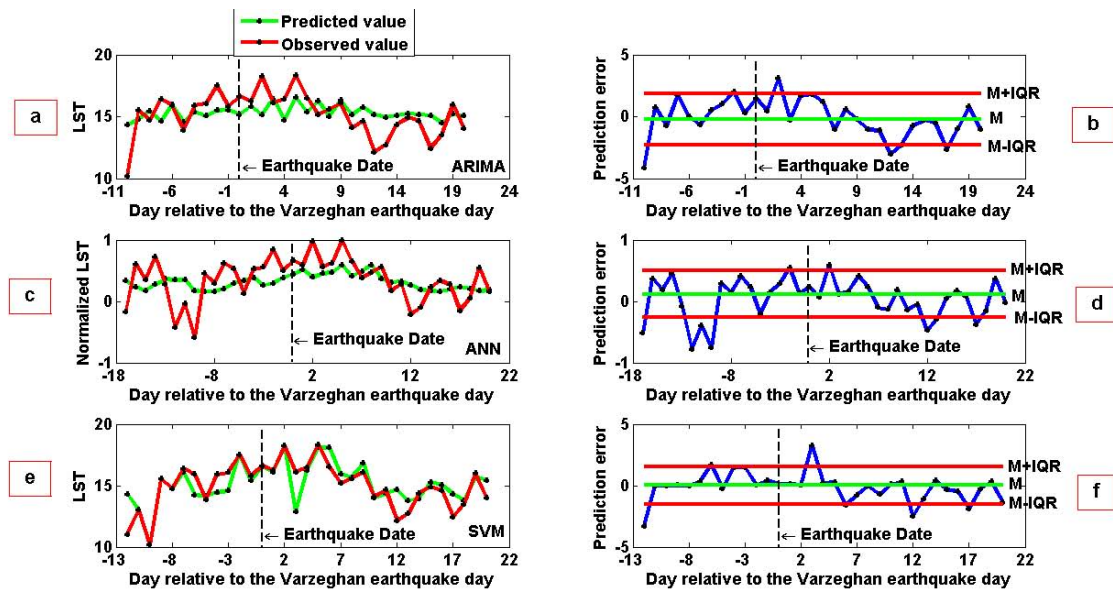 Predicted value
Observed value
a
LST
20
15
10
← Earthquake Date
ARIMA
-11 -6 -1 4 9 14 19 24
Day relative to the Varzeghan earthquake day
Prediction error
5
0
-5
M+IQR
M
M-IQR
← Earthquake Date
-11 -6 -1 4 9 14 19 24
Day relative to the Varzeghan earthquake day
b
c
Normalized LST
1
0
-1
← Earthquake Date
ANN
-18 -8 2 12 22
Day relative to the Varzeghan earthquake day
Prediction error
1
0
-1
M+IQR
M
M-IQR
← Earthquake Date
-18 -8 2 12 22
Day relative to the Varzeghan earthquake day
d
e
LST
20
15
10
← Earthquake Date
SVM
-13 -8 -3 2 7 12 17 22
Day relative to the Varzeghan earthquake day
Prediction error
5
0
-5
M+IQR
M
M-IQR
← Earthquake Date
-13 -8 -3 2 7 12 17 22
Day relative to the Varzeghan earthquake day
f